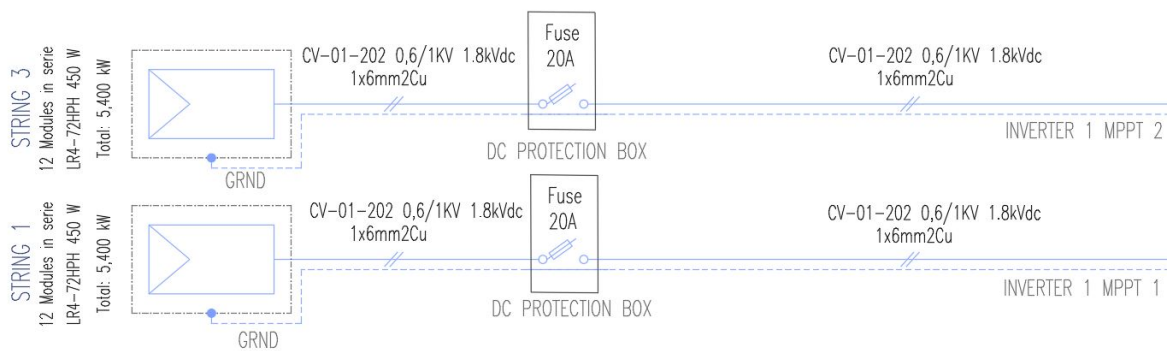 STRING 3
12 Modules in serie
LR4-72HPH 450 W
Total: 5,400 kW
CV-01-202 0,6/1KV 1.8kVdc
1x6mm2Cu
Fuse
20A
CV-01-202 0,6/1KV 1.8kVdc
1x6mm2Cu
DC PROTECTION BOX
INVERTER 1 MPPT 2
GRND
STRING 1
12 Modules in serie
LR4-72HPH 450 W
Total: 5,400 kW
CV-01-202 0,6/1KV 1.8kVdc
1x6mm2Cu
Fuse
20A
CV-01-202 0,6/1KV 1.8kVdc
1x6mm2Cu
DC PROTECTION BOX
INVERTER 1 MPPT 1
GRND